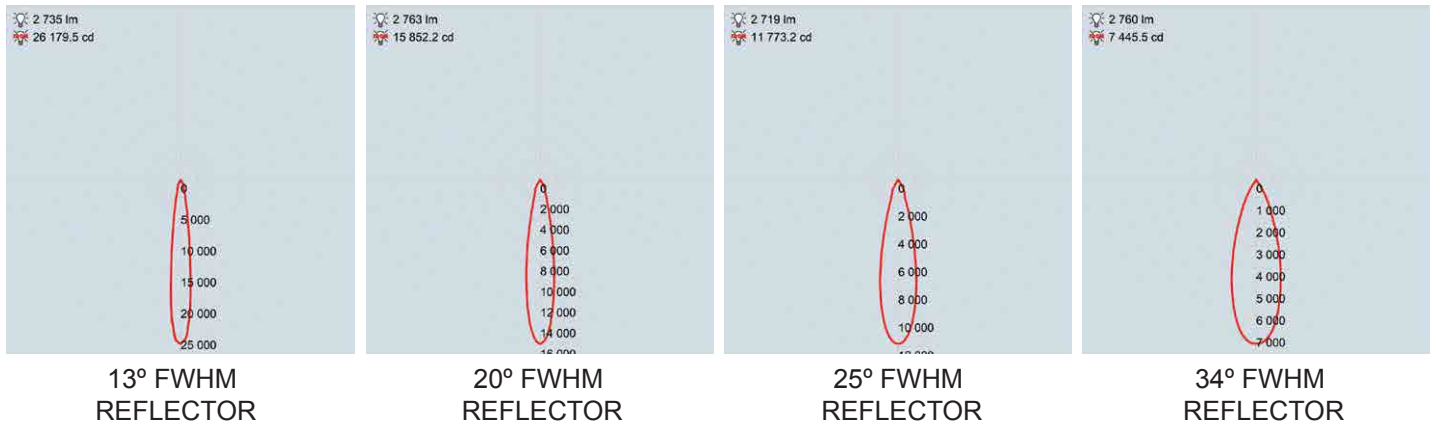 2 735 lm
26 179.5 cd
0
5 000
10 000
15 000
20 000
25 000
13º FWHM
REFLECTOR
2 763 lm
15 852.2 cd
0
2 000
4 000
6 000
8 000
10 000
12 000
14 000
16 000
20º FWHM
REFLECTOR
2 719 lm
11 773.2 cd
0
2 000
4 000
6 000
8 000
10 000
25º FWHM
REFLECTOR
2 760 lm
7 445.5 cd
0
1 000
2 000
3 000
4 000
5 000
6 000
7 000
34º FWHM
REFLECTOR